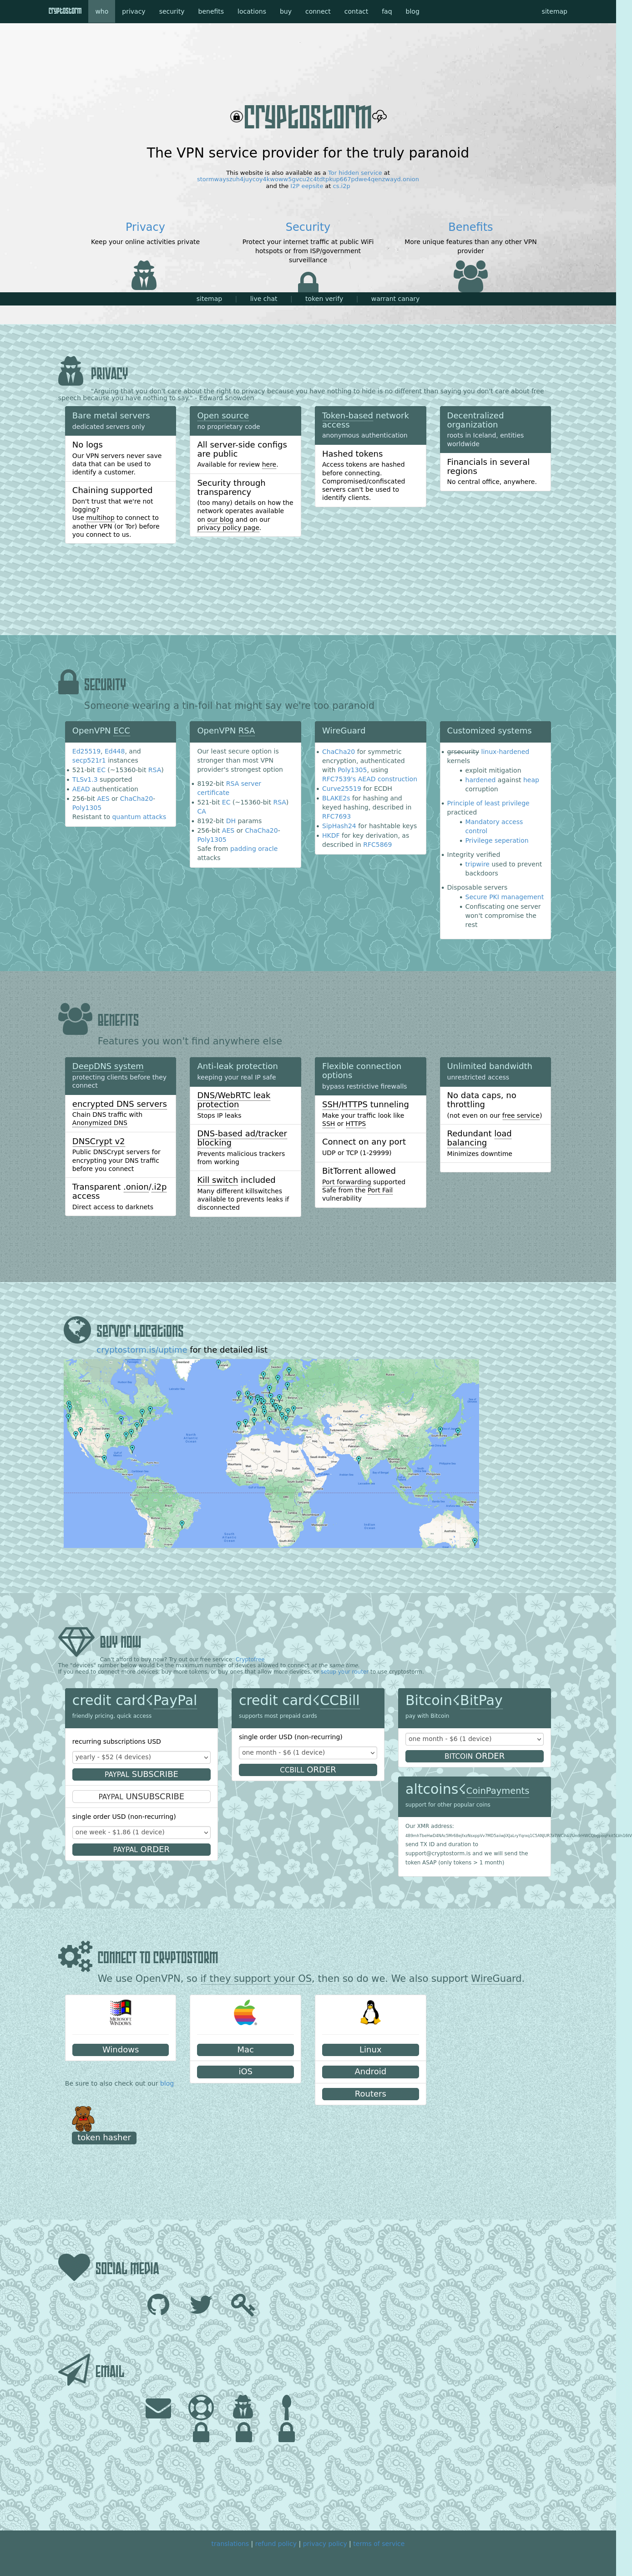 cryptostorm who privacy security benefits locations buy connect contact faq blog sitemap
cryptostorm
The VPN service provider for the truly paranoid
This website is also available as a Tor hidden service at
and the I2P eepsite at cs.i2p
Privacy
Keep your online activities private
Security
Protect your internet traffic at public WiFi
hotspots or from ISP/government
surveillance
Benefits
More unique features than any other VPN
provider
sitemap | live chat | token verify | warrant canary
PRIVACY
"Arguing that you don't care about the right to privacy because you have nothing to hide is no different than saying you don't care about free
speech because you have nothing to say." - Edward Snowden
Bare metal servers
dedicated servers only
No logs
Our VPN servers never save
data that can be used to
identify a customer.
Chaining supported
Don't trust that we're not
logging?
Use multihop to connect to
another VPN (or Tor) before
you connect to us.
Open source
no proprietary code
All server-side configs
are public
Available for review here.
Security through
transparency
(too many) details on how the
network operates available
on our blog and on our
privacy policy page.
Token-based network
access
anonymous authentication
Hashed tokens
Access tokens are hashed
before connecting.
Compromised/confiscated
servers can't be used to
identify clients.
Decentralized
organization
roots in Iceland, entities
worldwide
Financials in several
regions
No central office, anywhere.
SECURITY
Someone wearing a tin-foil hat might say we're too paranoid
OpenVPN ECC
Ed25519, Ed448, and
secp521r1 instances
521-bit EC (~15360-bit RSA)
TLSv1.3 supported
AEAD authentication
256-bit AES or ChaCha20-
Poly1305
Resistant to quantum attacks
OpenVPN RSA
Our least secure option is
stronger than most VPN
provider's strongest option
8192-bit RSA server
certificate
521-bit EC (~15360-bit RSA)
CA
8192-bit DH params
256-bit AES or ChaCha20-
Poly1305
Safe from padding oracle
attacks
WireGuard
ChaCha20 for symmetric
encryption, authenticated
with Poly1305, using
RFC7539's AEAD construction
Curve25519 for ECDH
BLAKE2s for hashing and
keyed hashing, described in
RFC7693
SipHash24 for hashtable keys
HKDF for key derivation, as
described in RFC5869
Customized systems
grsecurity linux-hardened
kernels
exploit mitigation
hardened against heap
corruption
Principle of least privilege
practiced
Mandatory access
control
Privilege seperation
Integrity verified
tripwire used to prevent
backdoors
Disposable servers
Secure PKI management
Confiscating one server
won't compromise the
rest
BENEFITS
Features you won't find anywhere else
DeepDNS system
protecting clients before they
connect
encrypted DNS servers
Chain DNS traffic with
Anonymized DNS
DNSCrypt v2
Public DNSCrypt servers for
encrypting your DNS traffic
before you connect
Transparent .onion/.i2p
access
Direct access to darknets
Anti-leak protection
keeping your real IP safe
DNS/WebRTC leak
protection
Stops IP leaks
DNS-based ad/tracker
blocking
Prevents malicious trackers
from working
Kill switch included
Many different killswitches
available to prevents leaks if
disconnected
Flexible connection
options
bypass restrictive firewalls
SSH/HTTPS tunneling
Make your traffic look like
SSH or HTTPS
Connect on any port
UDP or TCP (1-29999)
BitTorrent allowed
Port forwarding supported
Safe from the Port Fail
vulnerability
Unlimited bandwidth
unrestricted access
No data caps, no
throttling
(not even on our free service)
Redundant load
balancing
Minimizes downtime
Server Locations
cryptostorm.is/uptime for the detailed list
BUY NOW
Can't afford to buy now? Try out our free service, Cryptofree
The "devices" number below would be the maximum number of devices allowed to connect at the same time.
If you need to connect more devices, buy more tokens, or buy ones that allow more devices, or setup your router to use cryptostorm.
credit card<PayPal
friendly pricing, quick access
recurring subscriptions USD
yearly - $52 (4 devices)
PAYPAL SUBSCRIBE
PAYPAL UNSUBSCRIBE
single order USD (non-recurring)
one week - $1.86 (1 device)
PAYPAL ORDER
credit card<CCBill
supports most prepaid cards
single order USD (non-recurring)
one month - $6 (1 device)
CCBILL ORDER
Bitcoin<BitPay
pay with Bitcoin
one month - $6 (1 device)
BITCOIN ORDER
altcoins<CoinPayments
support for other popular coins
Our XMR address:
send TX ID and duration to
support@cryptostorm.is and we will send the
token ASAP (only tokens > 1 month)
CONNECT TO CRYPTOSTORM
We use OpenVPN, so if they support your OS, then so do we. We also support WireGuard.
MICROSOFT
WINDOWS
Windows
Mac
iOS
Linux
Android
Routers
Be sure to also check out our blog
token hasher
SOCIAL MEDIA
EMAIL
translations | refund policy | privacy policy | terms of service